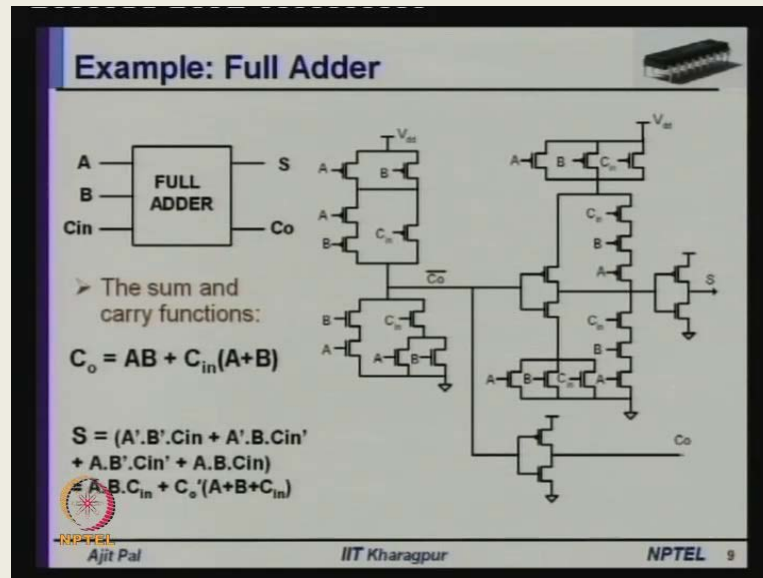 Example: Full Adder
A
B
Cin
FULL
ADDER
S
Co
➢ The sum and
carry functions:
Co = AB + Cin(A+B)
S = (A'.B'.Cin + A'.B.Cin'
+ A.B'.Cin' + A.B.Cin)
= A.B.Cin + Co'(A+B+Cin)
Vdd
A
B
A
B
Cin
C̅o̅
B
A
Cin
A
B
Vdd
A
B
Cin
Cin
B
A
S
Cin
B
A
B
Cin
A
Co
NPTEL
Ajit Pal
IIT Kharagpur
NPTEL 9